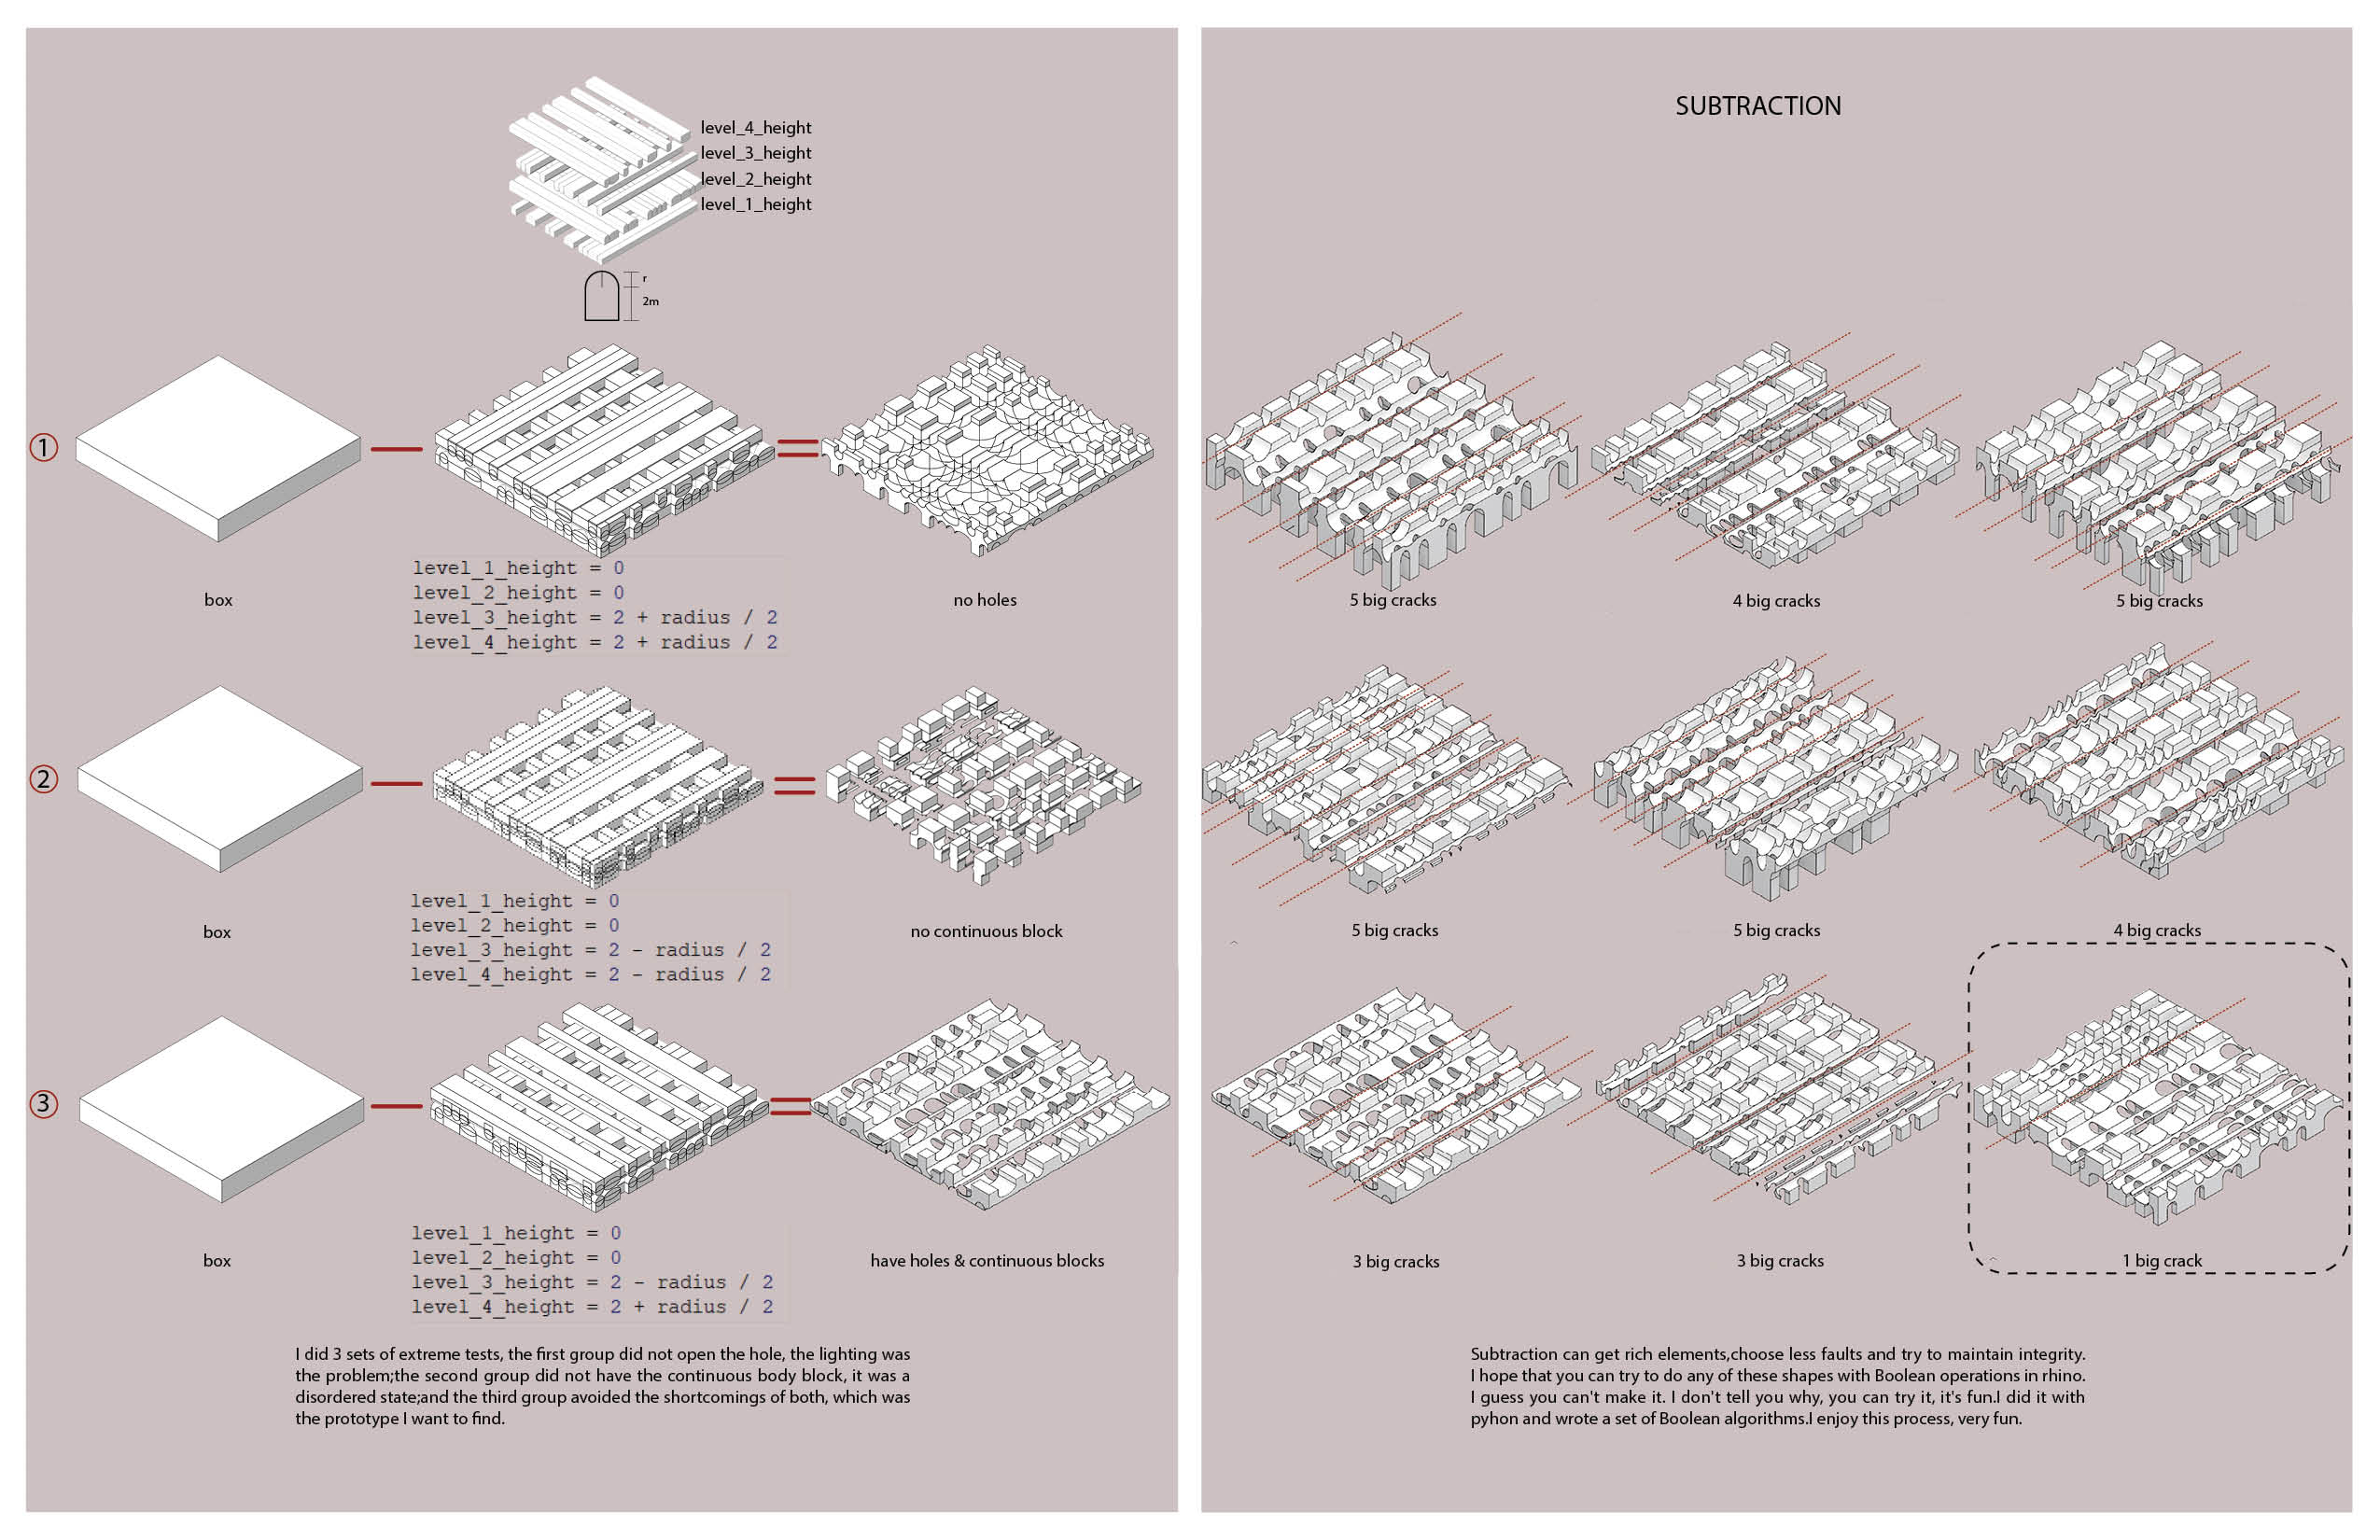 level_4_height
level_3_height
level_2_height
level_1_height
r
2m
1
box
level_1_height = 0
level_2_height = 0
level_3_height = 2 + radius / 2
level_4_height = 2 + radius / 2
no holes
2
box
level_1_height = 0
level_2_height = 0
level_3_height = 2 - radius / 2
level_4_height = 2 - radius / 2
no continuous block
3
box
level_1_height = 0
level_2_height = 0
level_3_height = 2 - radius / 2
level_4_height = 2 + radius / 2
have holes & continuous blocks
I did 3 sets of extreme tests, the first group did not open the hole, the lighting was
the problem;the second group did not have the continuous body block, it was a
disordered state;and the third group avoided the shortcomings of both, which was
the prototype I want to find.
SUBTRACTION
5 big cracks
4 big cracks
5 big cracks
5 big cracks
5 big cracks
4 big cracks
3 big cracks
3 big cracks
1 big crack
Subtraction can get rich elements,choose less faults and try to maintain integrity.
I hope that you can try to do any of these shapes with Boolean operations in rhino.
I guess you can't make it. I don't tell you why, you can try it, it's fun.I did it with
pyhon and wrote a set of Boolean algorithms.I enjoy this process, very fun.